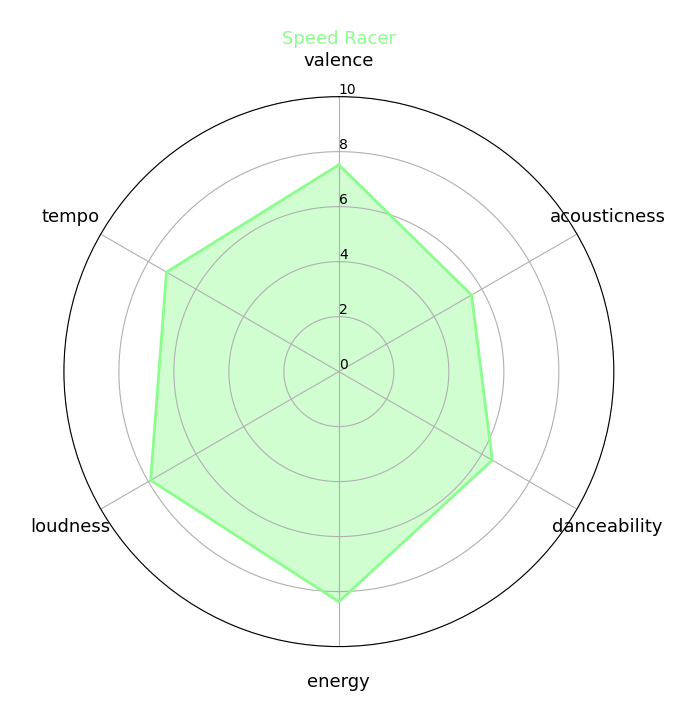 Speed Racer
valence
10
8
tempo
acousticness
6
4
2
0
loudness
danceability
energy